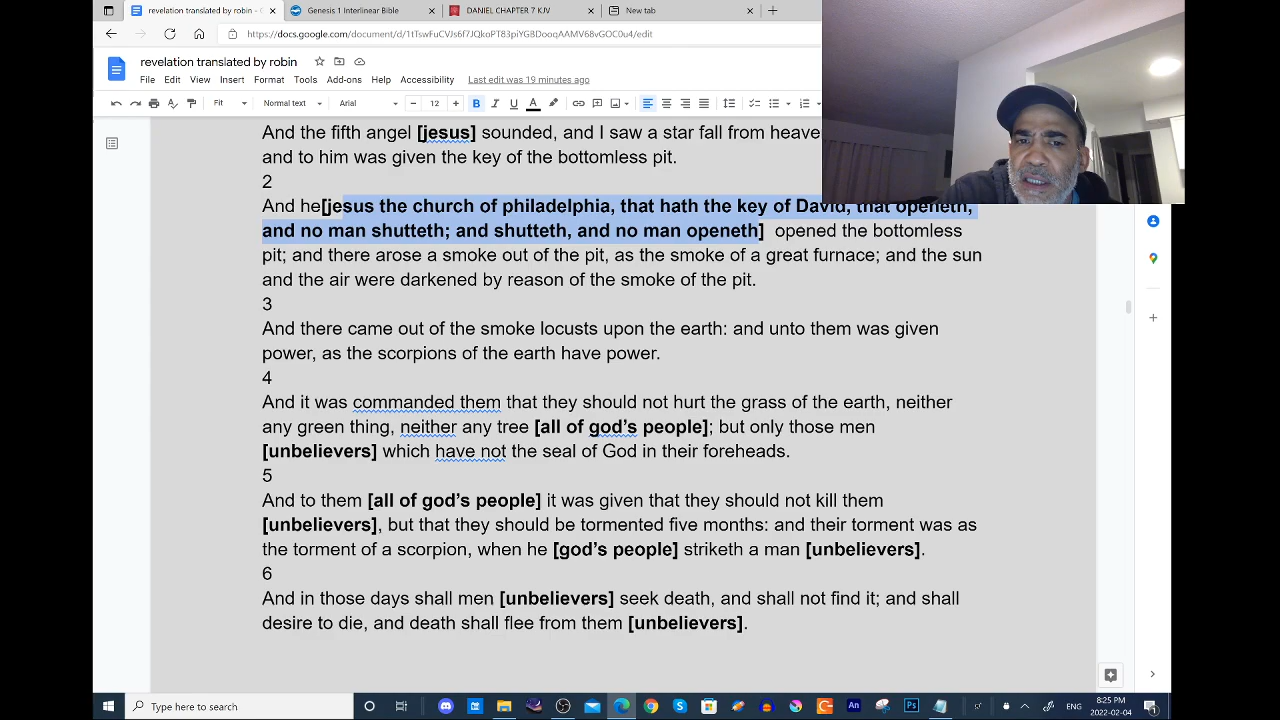 revelation translated by robin
Genesis 1 Interlinear Bible
DANIEL CHAPTER 7 KJV
New tab
https://docs.google.com/document/d/
/edit
revelation translated by robin
File Edit View Insert Format Tools Add-ons Help Accessibility Last edit was 19 minutes ago
Fit Normal text Arial 12
And the fifth angel [jesus] sounded, and I saw a star fall from heave
and to him was given the key of the bottomless pit.
2
And he[jesus the church of philadelphia, that hath the key of David, that openeth,
and no man shutteth; and shutteth, and no man openeth] opened the bottomless
pit; and there arose a smoke out of the pit, as the smoke of a great furnace; and the sun
and the air were darkened by reason of the smoke of the pit.
3
And there came out of the smoke locusts upon the earth: and unto them was given
power, as the scorpions of the earth have power.
4
And it was commanded them that they should not hurt the grass of the earth, neither
any green thing, neither any tree [all of god's people]; but only those men
[unbelievers] which have not the seal of God in their foreheads.
5
And to them [all of god's people] it was given that they should not kill them
[unbelievers], but that they should be tormented five months: and their torment was as
the torment of a scorpion, when he [god's people] striketh a man [unbelievers].
6
And in those days shall men [unbelievers] seek death, and shall not find it; and shall
desire to die, and death shall flee from them [unbelievers].
Type here to search
ENG
8:25 PM
2022-02-04